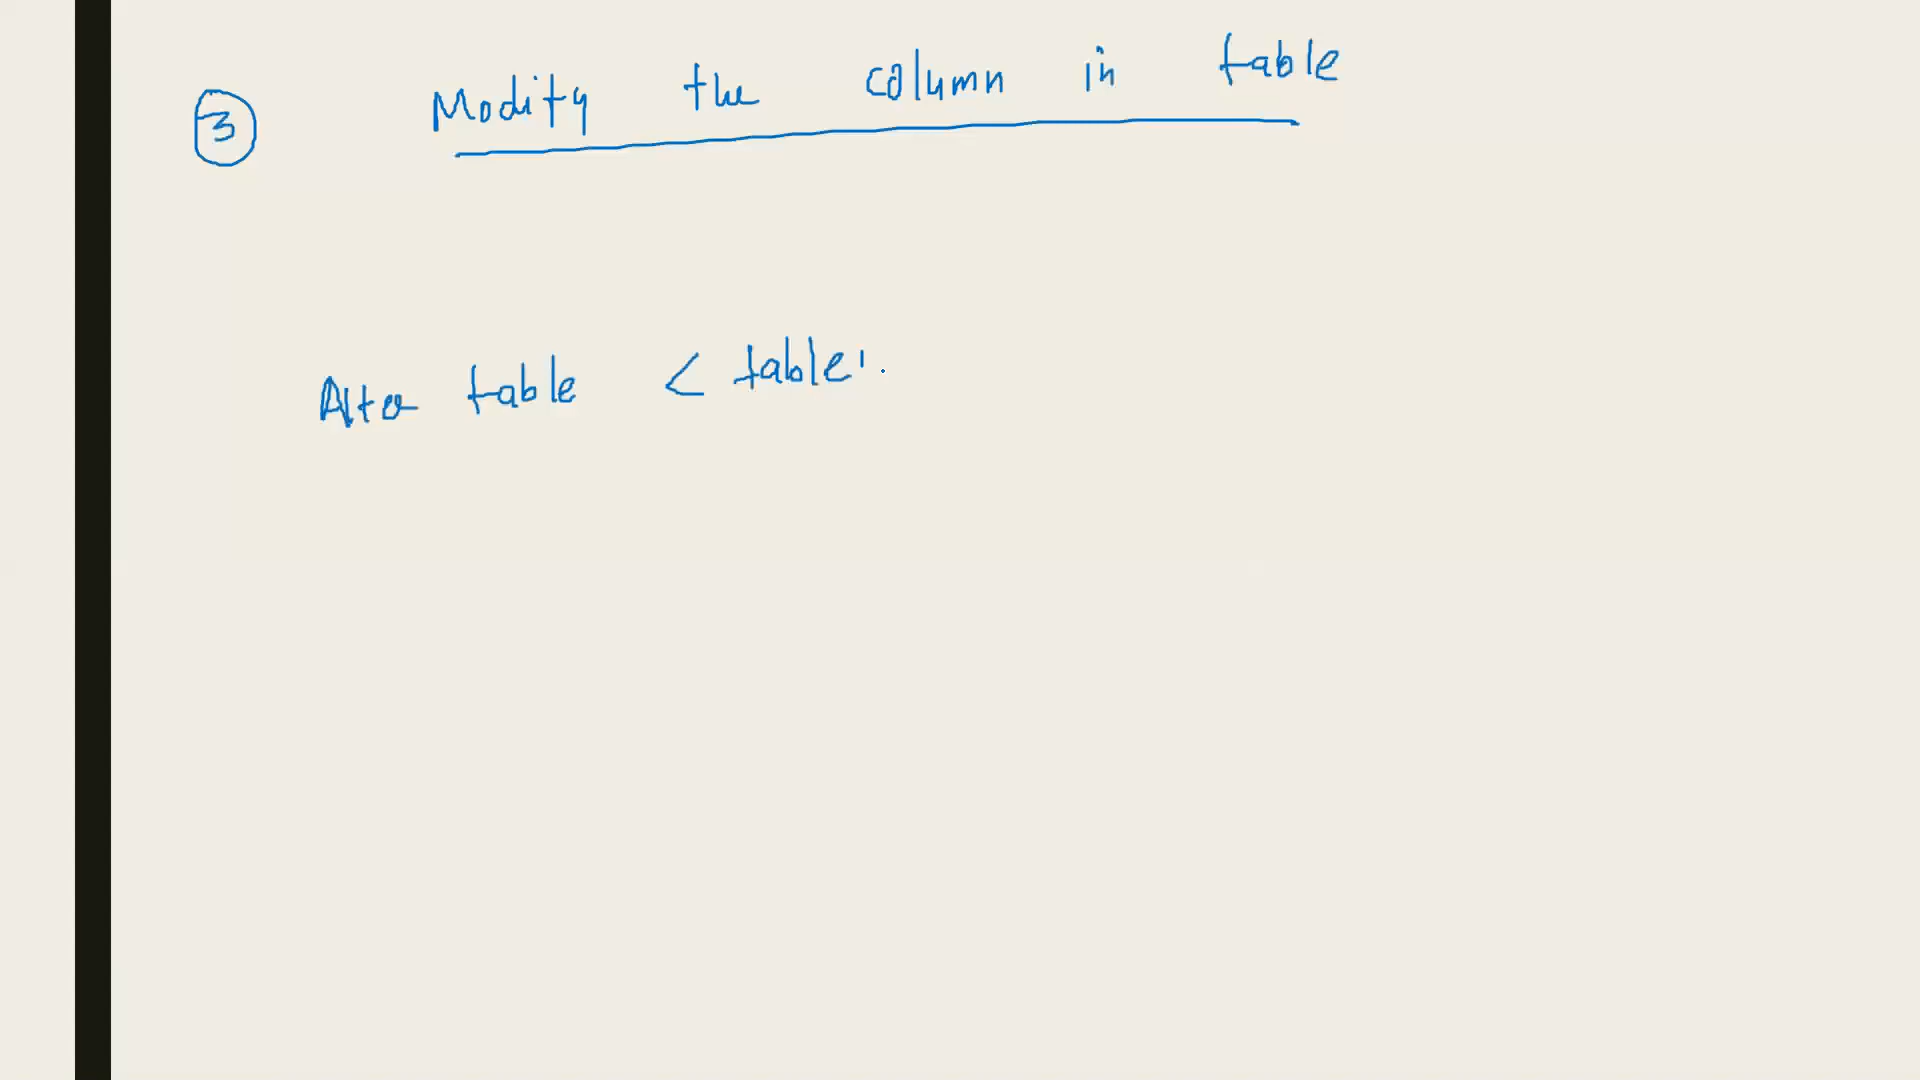 3 Modify the column in table
Alter table < table